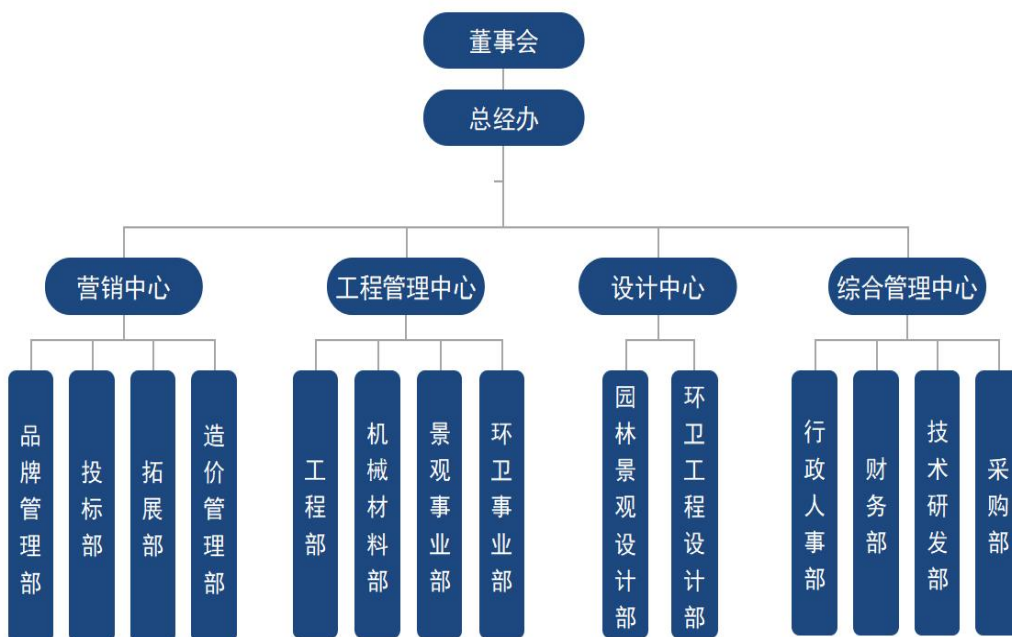 董事会
总经办
营销中心
工程管理中心
设计中心
综合管理中心
品牌管理部
投标部
拓展部
造价管理部
工程部
机械材料部
景观事业部
环卫事业部
园林景观设计部
环卫工程设计部
行政人事部
财务部
技术研发部
采购部